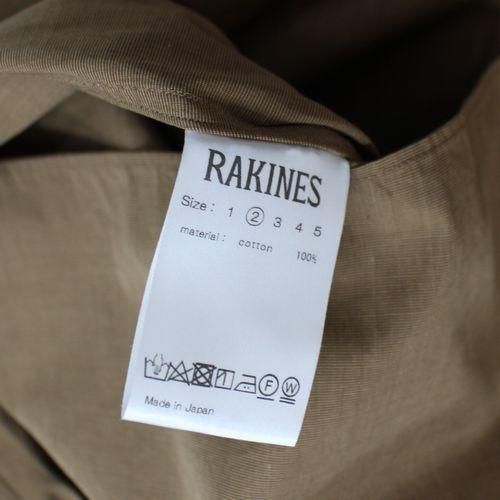 RAKINES
Size: 1 2 3 4 5
material: cotton 100%
F W
Made in Japan